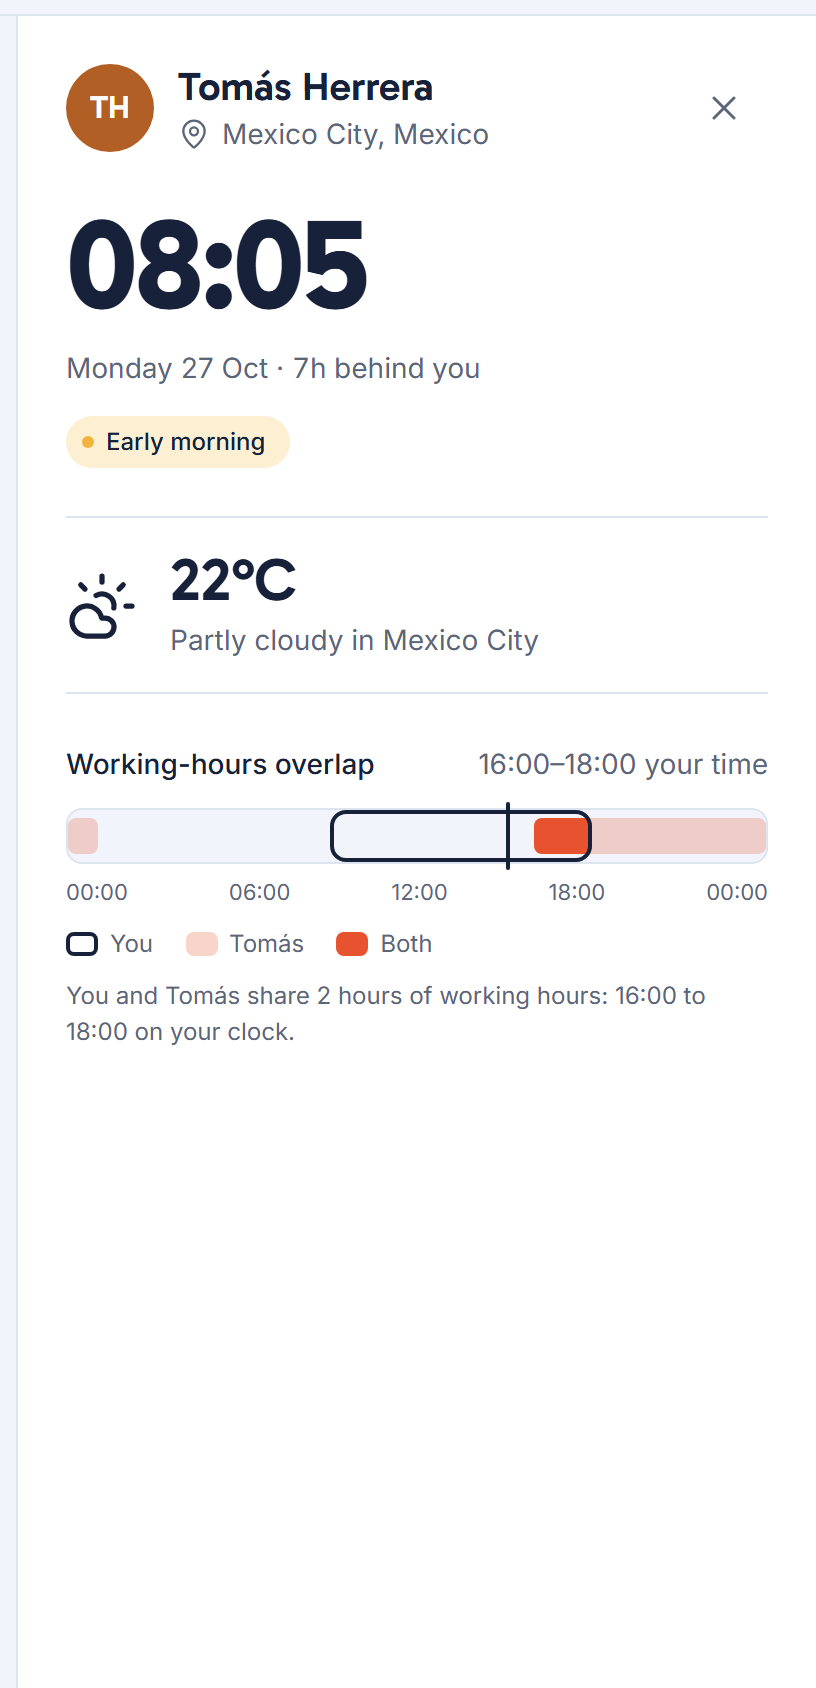 TH
Tomás Herrera
Mexico City, Mexico
08:05
Monday 27 Oct · 7h behind you
Early morning
22°C
Partly cloudy in Mexico City
Working-hours overlap 16:00–18:00 your time
00:00 06:00 12:00 18:00 00:00
You Tomás Both
You and Tomás share 2 hours of working hours: 16:00 to
18:00 on your clock.